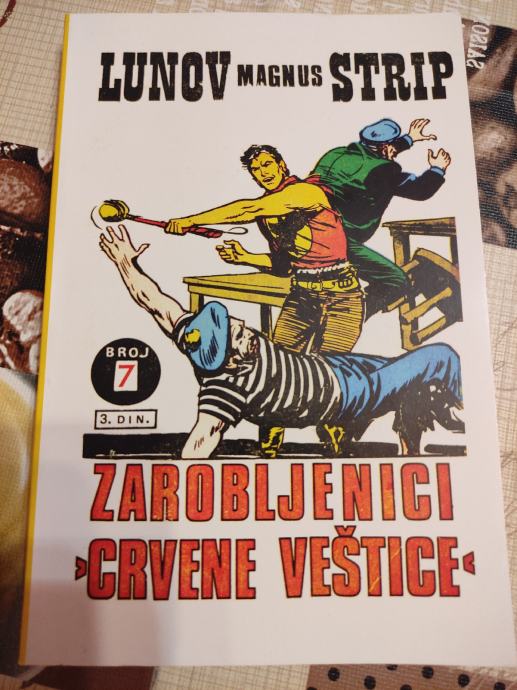 LUNOV MAGNUS STRIP
BROJ
7
3. DIN.
ZAROBLJENICI
›CRVENE VEŠTICE‹